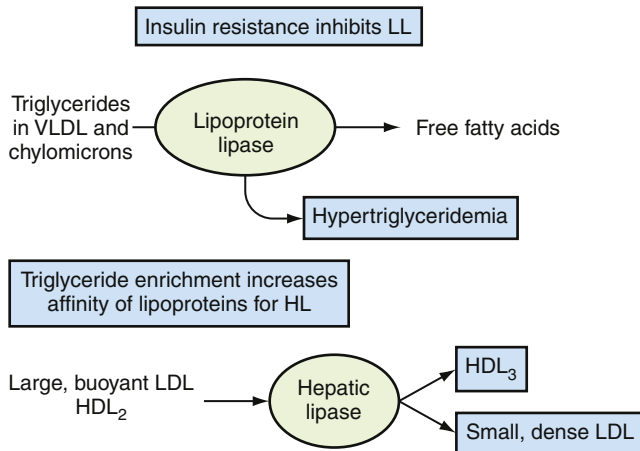 Insulin resistance inhibits LL
Triglycerides
in VLDL and
chylomicrons
Lipoprotein
lipase
Free fatty acids
Hypertriglyceridemia
Triglyceride enrichment increases
affinity of lipoproteins for HL
Large, buoyant LDL
HDL₂
Hepatic
lipase
HDL₃
Small, dense LDL